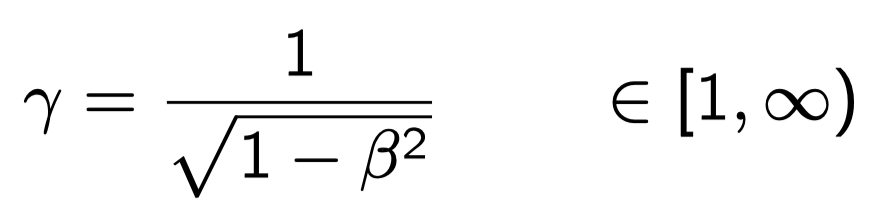 γ = 1 / √(1 − β²) ∈ [1, ∞)